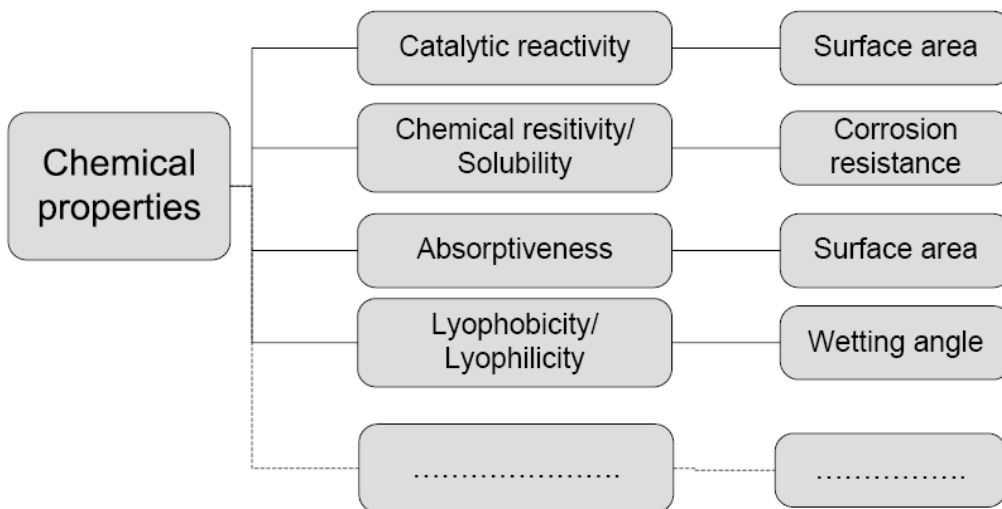 Chemical
properties
Catalytic reactivity
Surface area
Chemical resitivity/
Solubility
Corrosion
resistance
Absorptiveness
Surface area
Lyophobicity/
Lyophilicity
Wetting angle
.....................
................